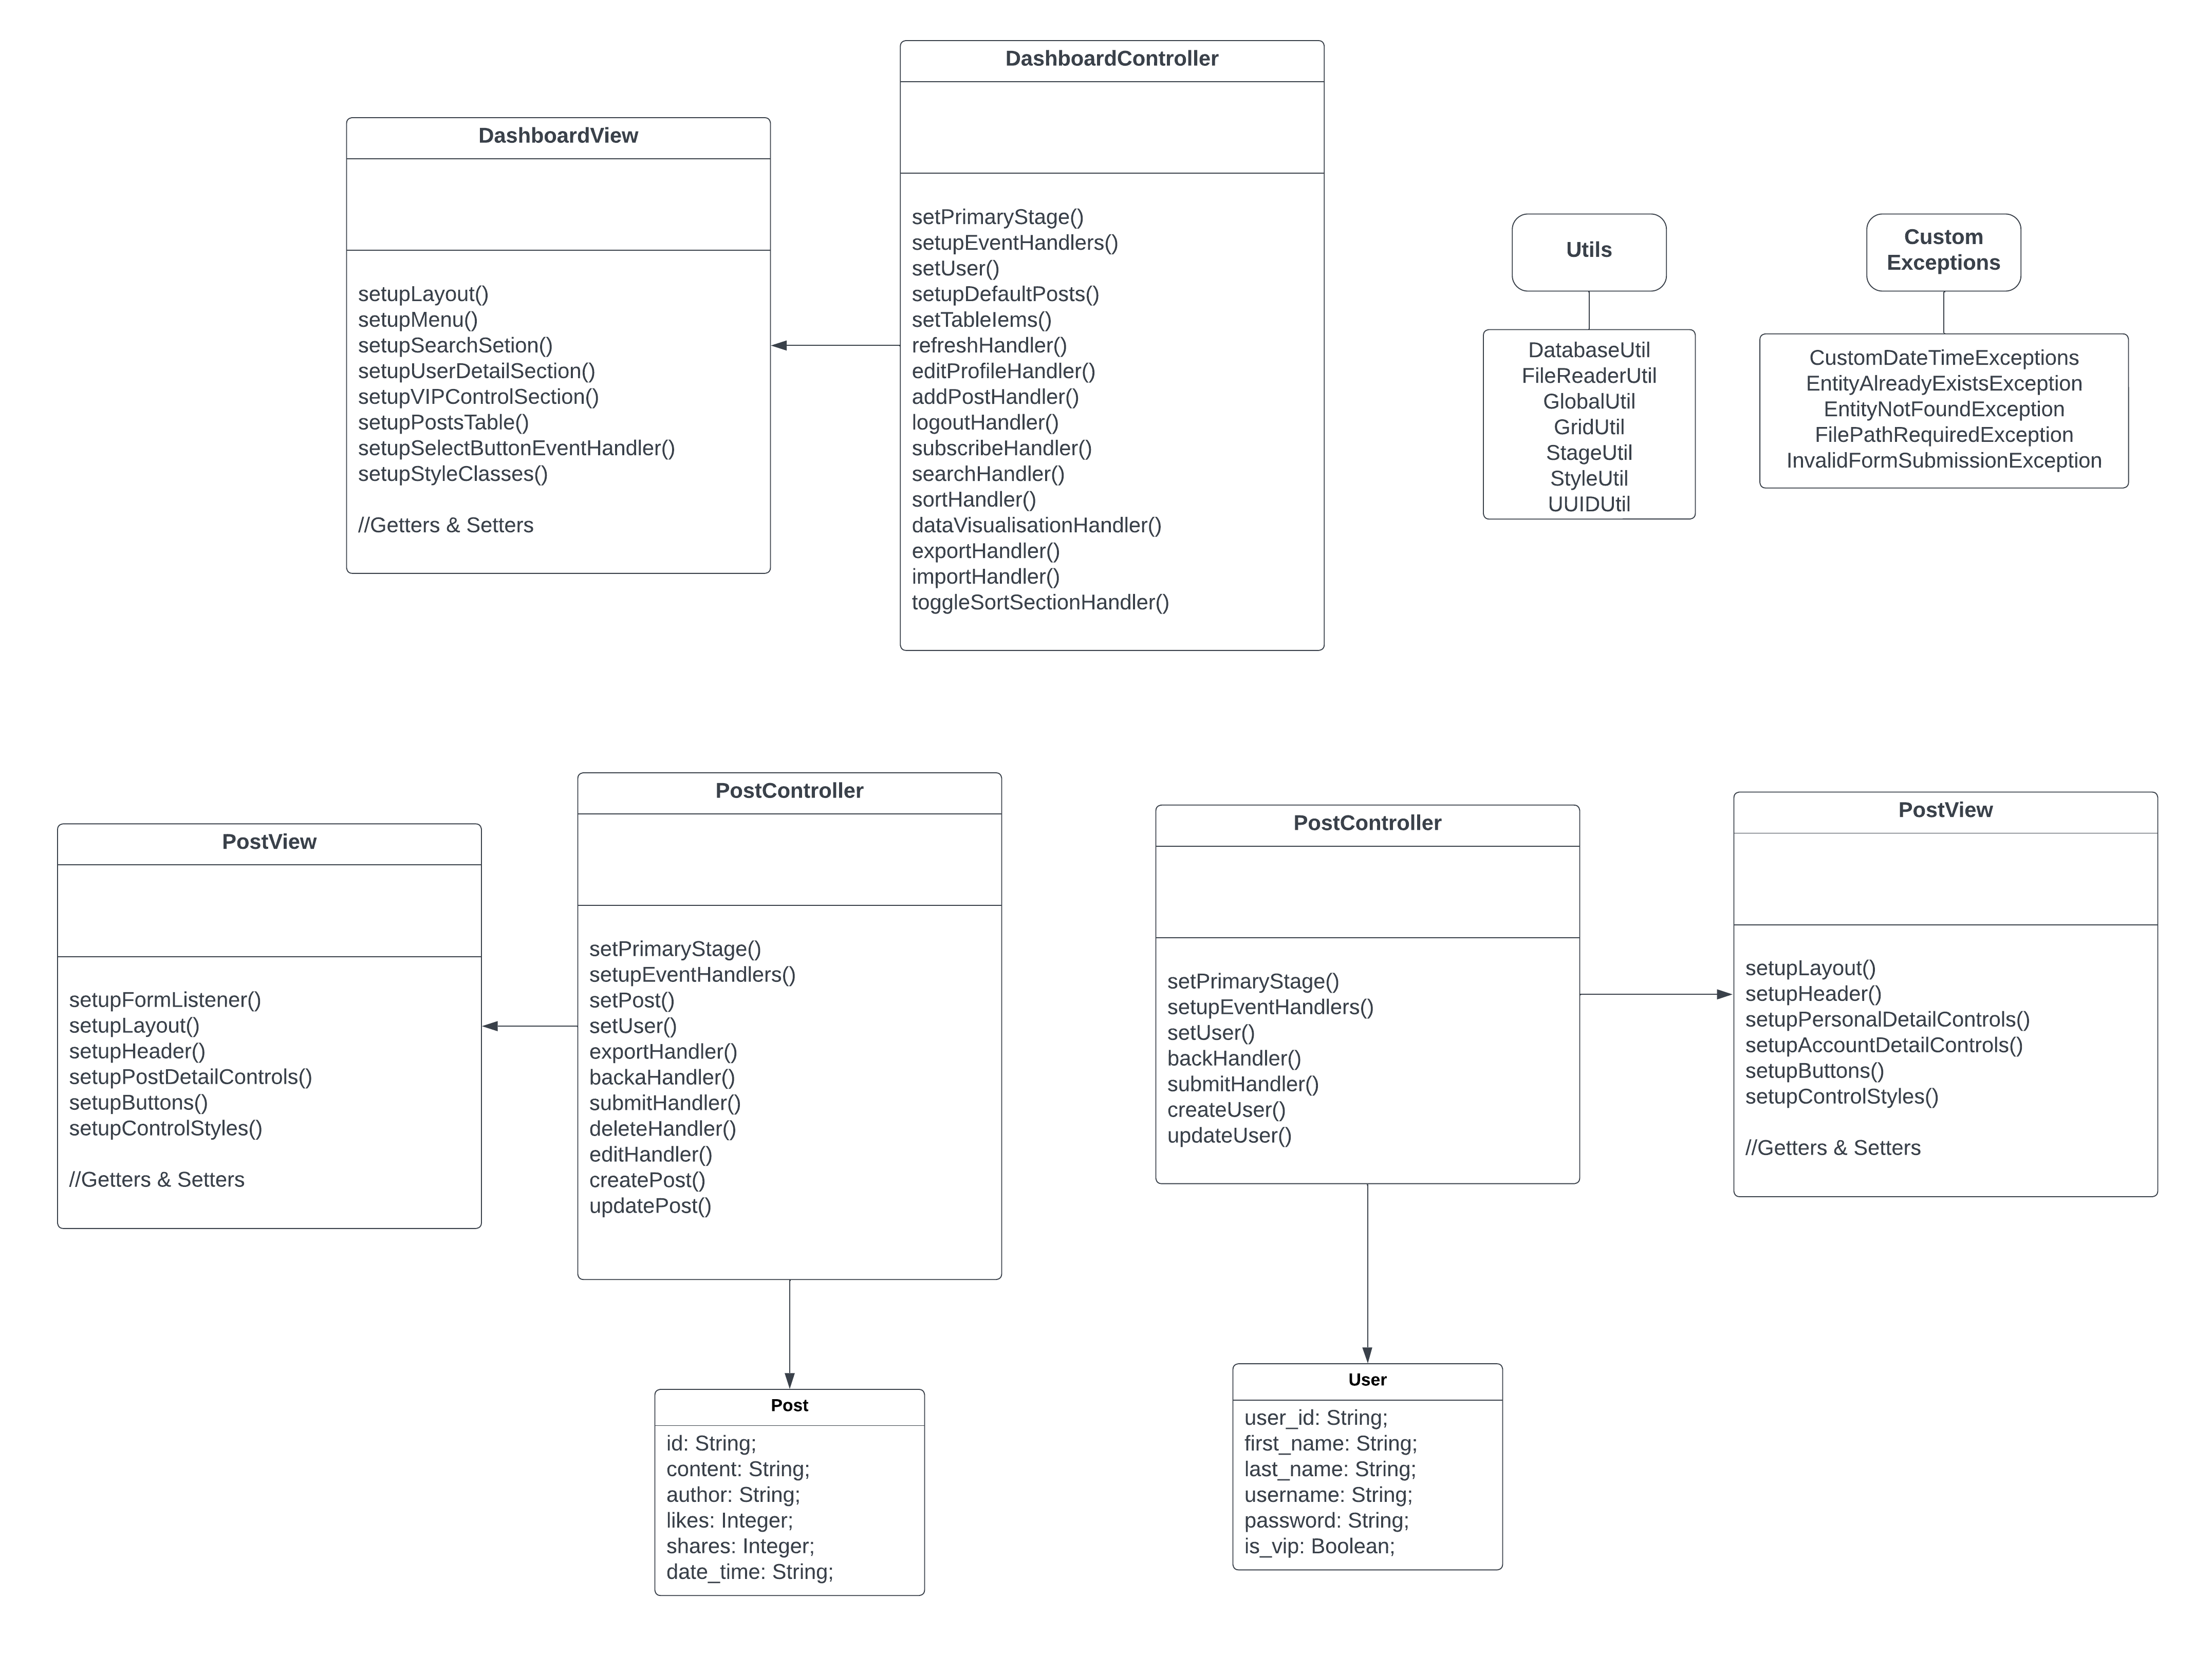 DashboardController
setPrimaryStage()
setupEventHandlers()
setUser()
setupDefaultPosts()
setTableIems()
refreshHandler()
editProfileHandler()
addPostHandler()
logoutHandler()
subscribeHandler()
searchHandler()
sortHandler()
dataVisualisationHandler()
exportHandler()
importHandler()
toggleSortSectionHandler()
DashboardView
setupLayout()
setupMenu()
setupSearchSetion()
setupUserDetailSection()
setupVIPControlSection()
setupPostsTable()
setupSelectButtonEventHandler()
setupStyleClasses()
//Getters & Setters
Utils
DatabaseUtil
FileReaderUtil
GlobalUtil
GridUtil
StageUtil
StyleUtil
UUIDUtil
Custom
Exceptions
CustomDateTimeExceptions
EntityAlreadyExistsException
EntityNotFoundException
FilePathRequiredException
InvalidFormSubmissionException
PostView
setupFormListener()
setupLayout()
setupHeader()
setupPostDetailControls()
setupButtons()
setupControlStyles()
//Getters & Setters
PostController
setPrimaryStage()
setupEventHandlers()
setPost()
setUser()
exportHandler()
backaHandler()
submitHandler()
deleteHandler()
editHandler()
createPost()
updatePost()
PostController
setPrimaryStage()
setupEventHandlers()
setUser()
backHandler()
submitHandler()
createUser()
updateUser()
PostView
setupLayout()
setupHeader()
setupPersonalDetailControls()
setupAccountDetailControls()
setupButtons()
setupControlStyles()
//Getters & Setters
Post
id: String;
content: String;
author: String;
likes: Integer;
shares: Integer;
date_time: String;
User
user_id: String;
first_name: String;
last_name: String;
username: String;
password: String;
is_vip: Boolean;